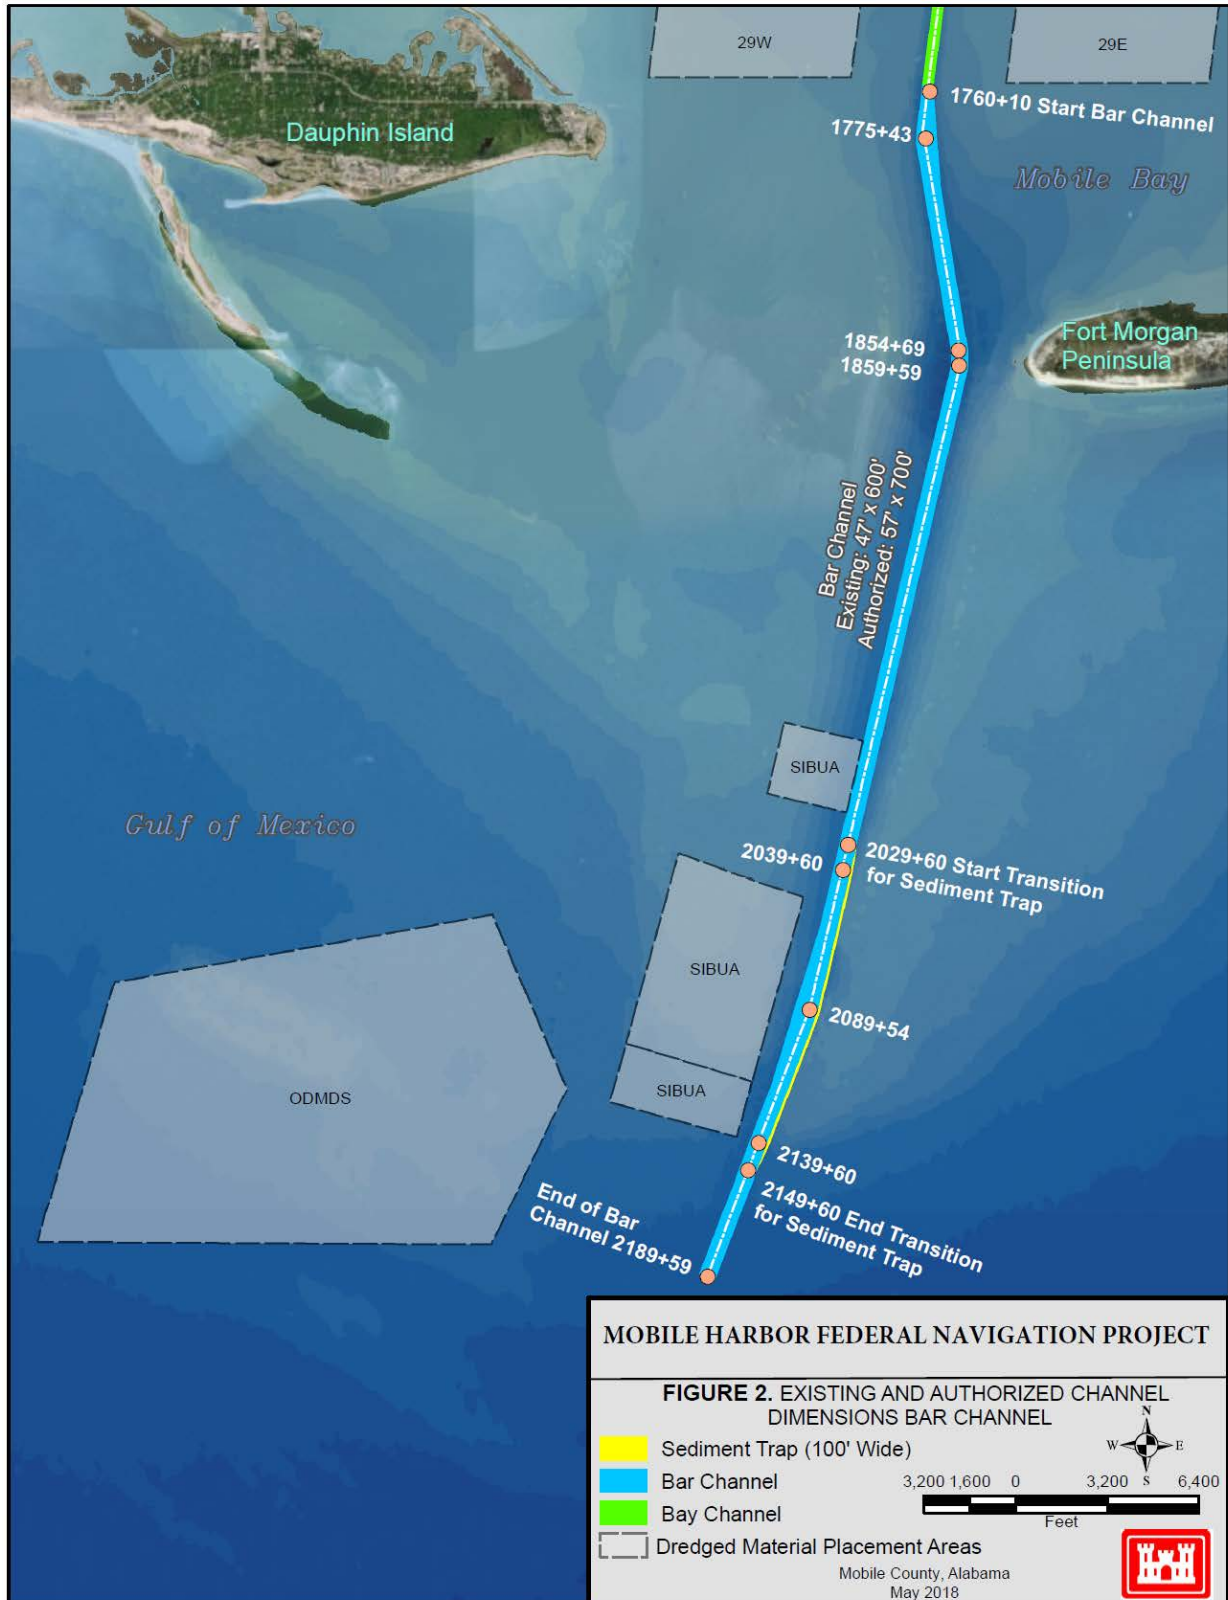 29W
29E
1760+10 Start Bar Channel
1775+43
Dauphin Island
Mobile Bay
Fort Morgan
Peninsula
1854+69
1859+59
Bar Channel
Existing: 47' x 600'
Authorized: 57' x 700'
SIBUA
Gulf of Mexico
2039+60
2029+60 Start Transition
for Sediment Trap
SIBUA
2089+54
ODMDS
SIBUA
2139+60
2149+60 End Transition
for Sediment Trap
End of Bar
Channel 2189+59
MOBILE HARBOR FEDERAL NAVIGATION PROJECT
FIGURE 2. EXISTING AND AUTHORIZED CHANNEL
DIMENSIONS BAR CHANNEL
N
W E
S
Sediment Trap (100' Wide)
Bar Channel
Bay Channel
Dredged Material Placement Areas
3,200 1,600 0 3,200 6,400
Feet
Mobile County, Alabama
May 2018